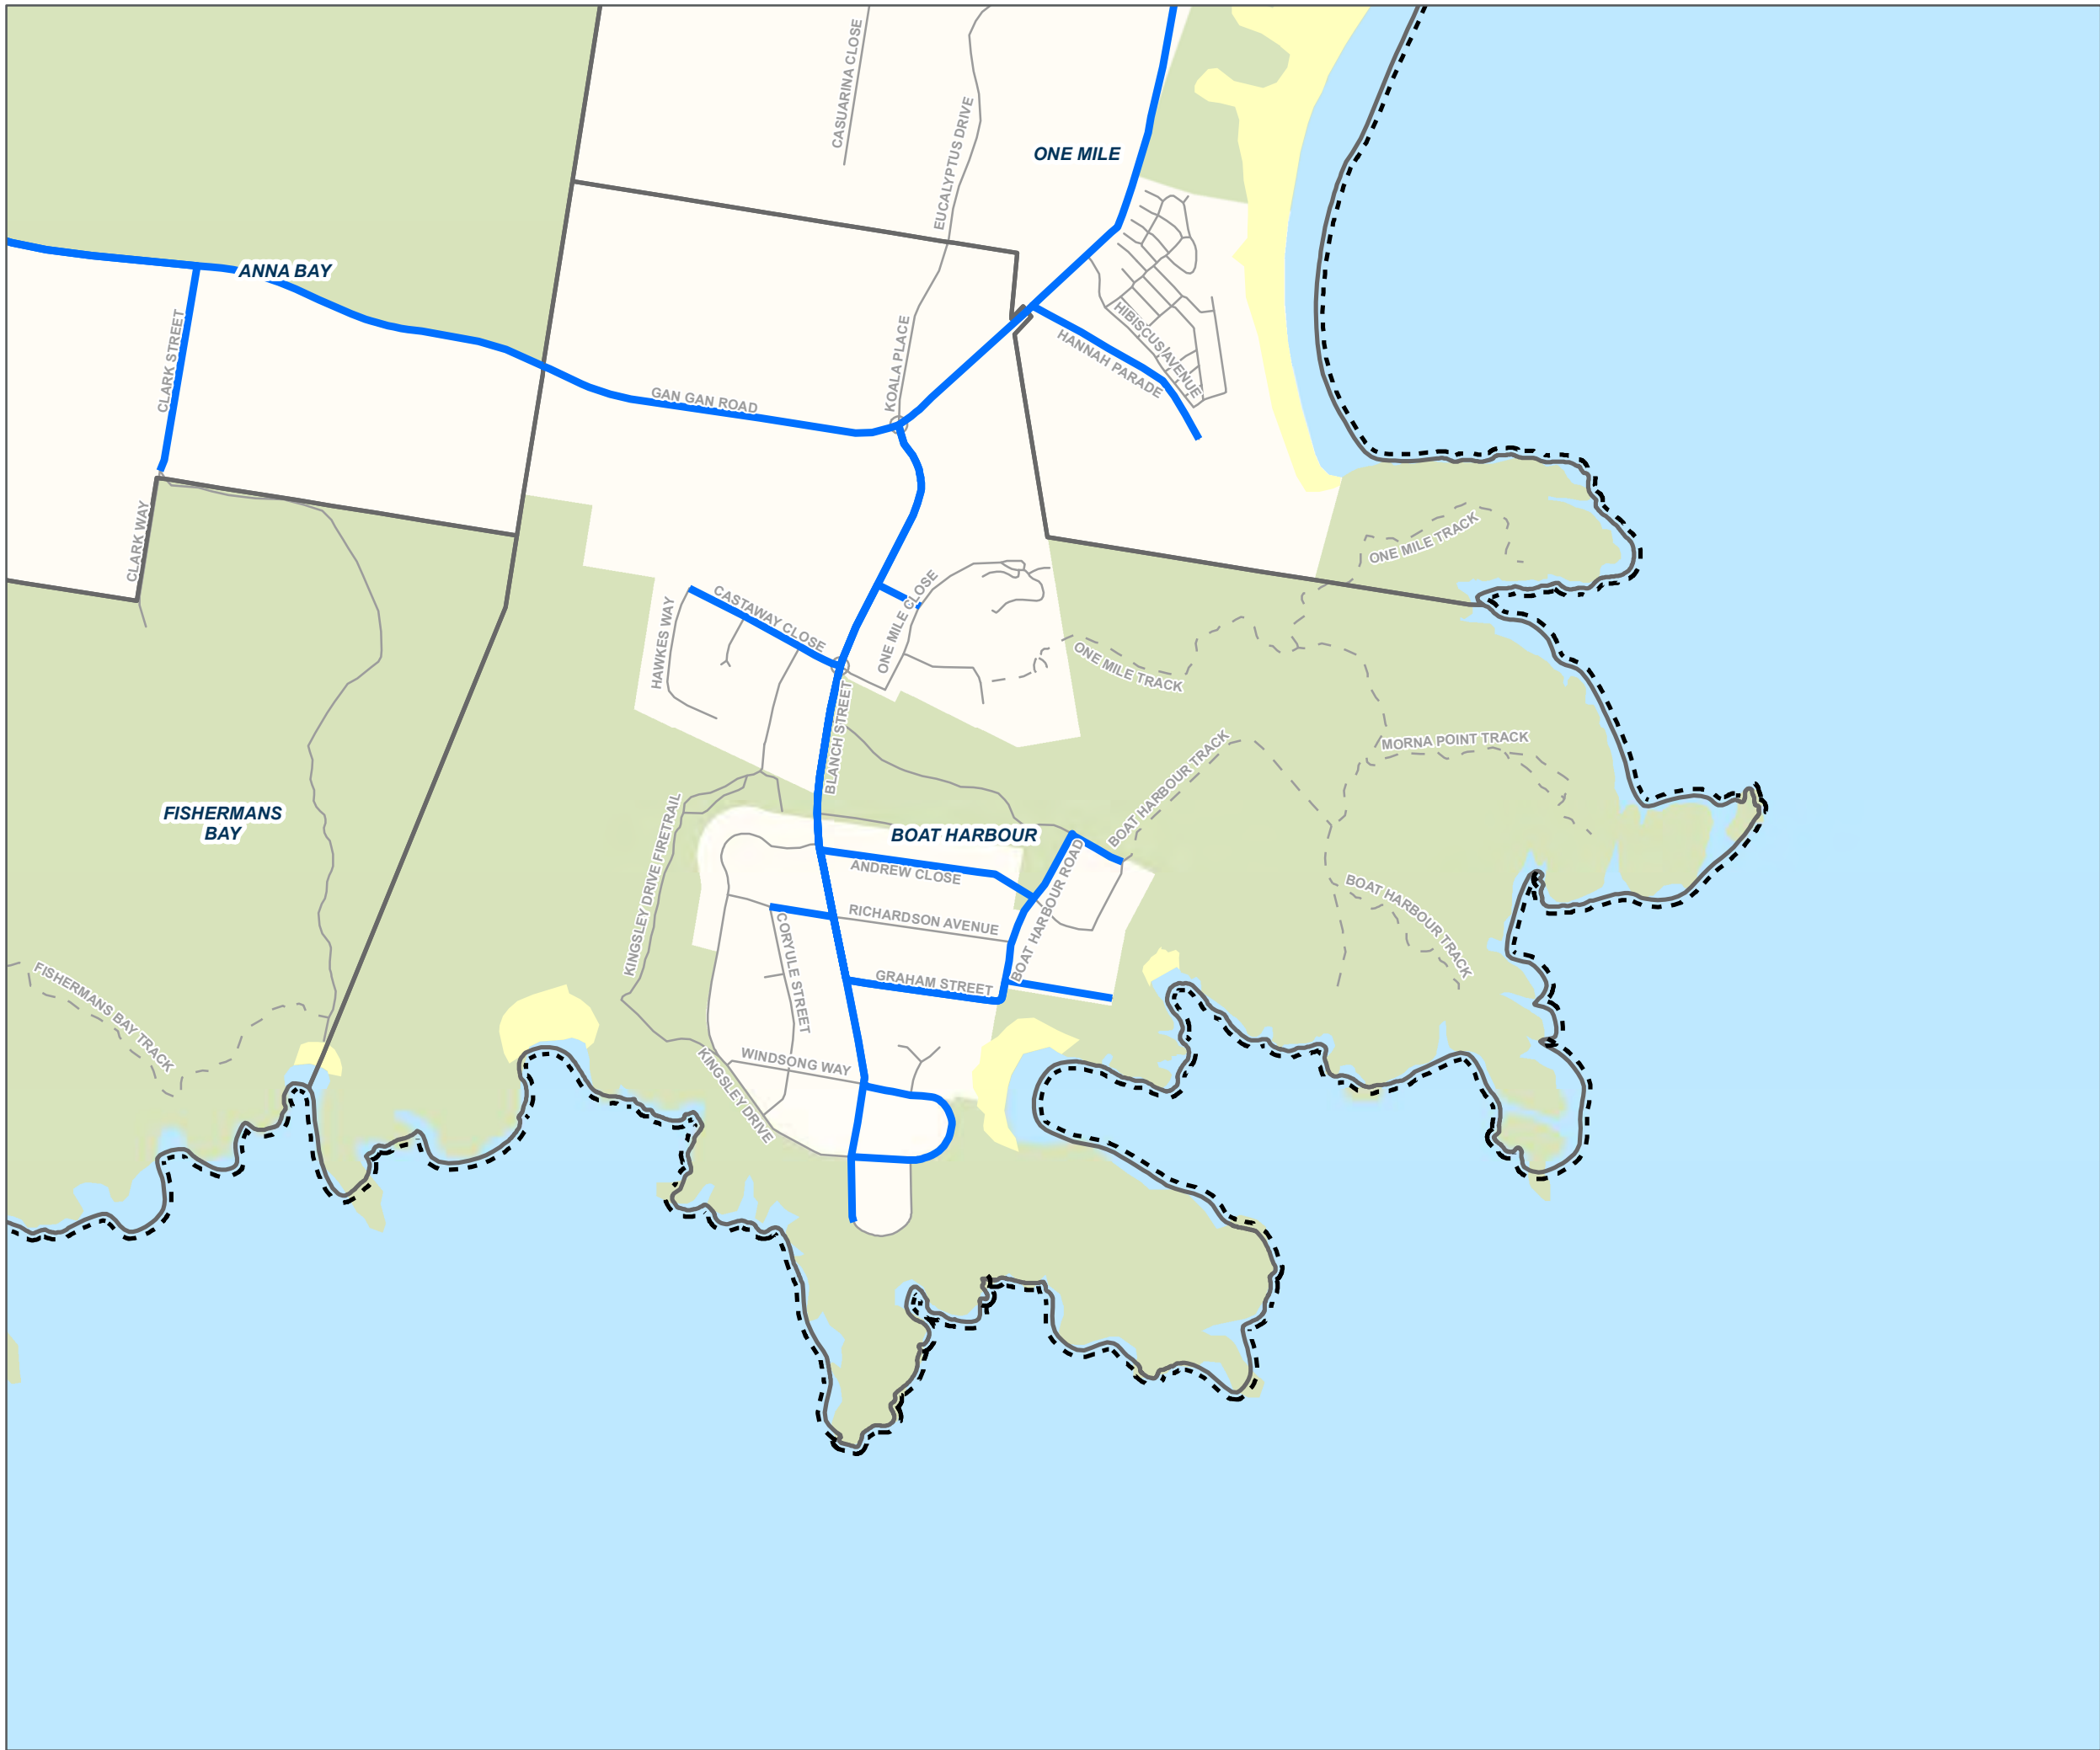 CASUARINA CLOSE
EUCALYPTUS DRIVE
ONE MILE
ANNA BAY
CLARK STREET
HIBISCUS AVENUE
HANNAH PARADE
KOALA PLACE
GAN GAN ROAD
CLARK WAY
ONE MILE TRACK
CASTAWAY CLOSE
HAWKES WAY
ONE MILE CLOSE
ONE MILE TRACK
BLANCH STREET
MORNA POINT TRACK
BOAT HARBOUR TRACK
FISHERMANS
BAY
KINGSLEY DRIVE FIRETRAIL
BOAT HARBOUR
ANDREW CLOSE
BOAT HARBOUR ROAD
BOAT HARBOUR TRACK
RICHARDSON AVENUE
CORYULE STREET
GRAHAM STREET
FISHERMANS BAY TRACK
WINDSONG WAY
KINGSLEY DRIVE